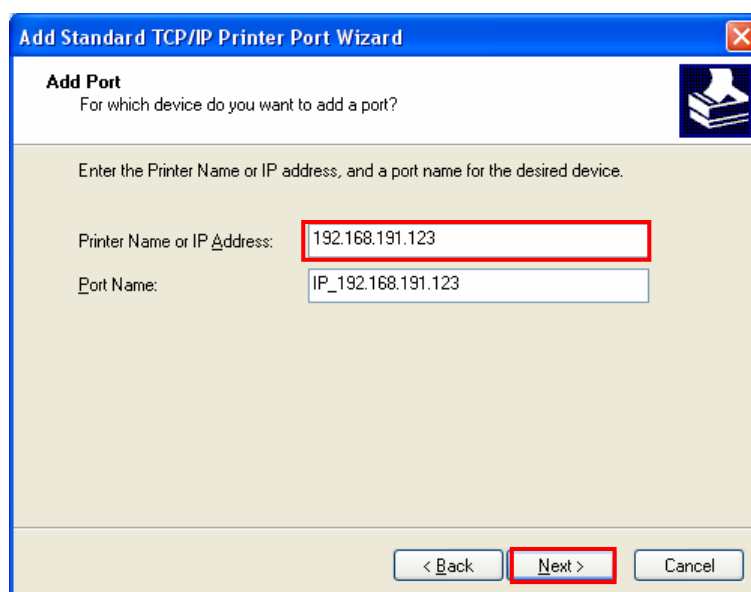 Add Standard TCP/IP Printer Port Wizard
Add Port
For which device do you want to add a port?
Enter the Printer Name or IP address, and a port name for the desired device.
Printer Name or IP Address: 192.168.191.123
Port Name: IP_192.168.191.123
< Back Next > Cancel